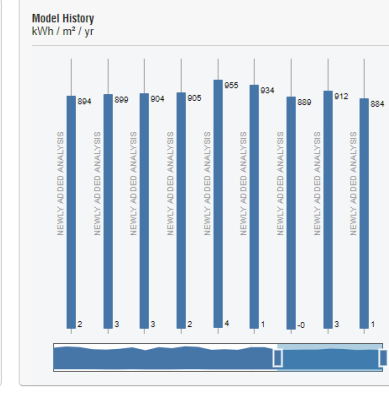 Model History
kWh / m² / yr
894 899 904 905 955 934 889 912 884
NEWLY ADDED ANALYSIS NEWLY ADDED ANALYSIS NEWLY ADDED ANALYSIS NEWLY ADDED ANALYSIS NEWLY ADDED ANALYSIS NEWLY ADDED ANALYSIS NEWLY ADDED ANALYSIS NEWLY ADDED ANALYSIS NEWLY ADDED ANALYSIS
2 3 3 2 4 1 -0 3 1